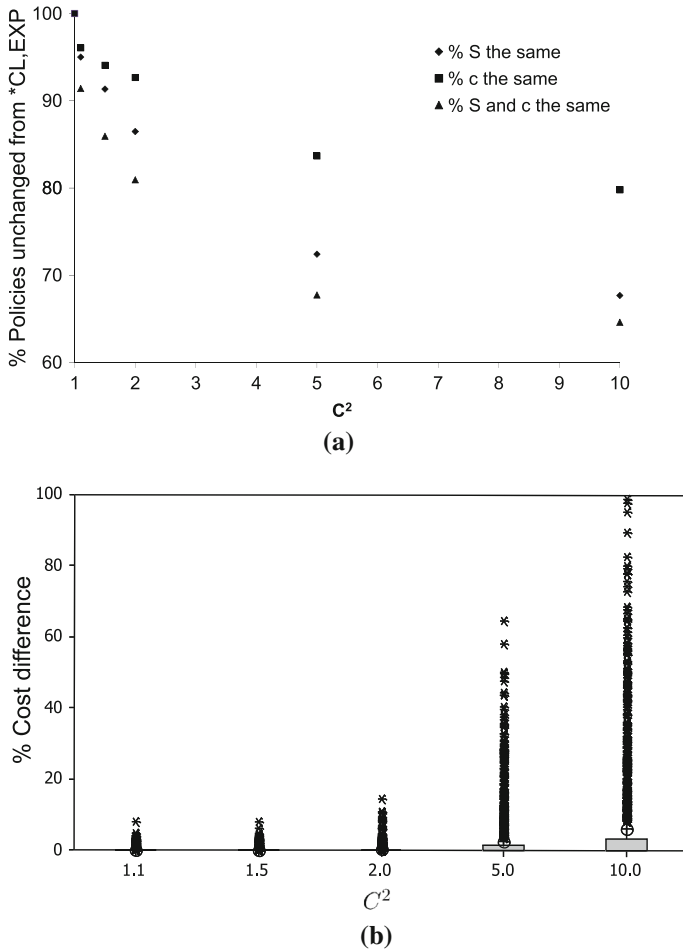 100
90
80
70
60
% Policies unchanged from *CL,EXP
% S the same
% c the same
% S and c the same
1 2 3 4 5 6 7 8 9 10
C²
(a)
100
80
60
40
20
0
% Cost difference
1.1 1.5 2.0 5.0 10.0
C²
(b)